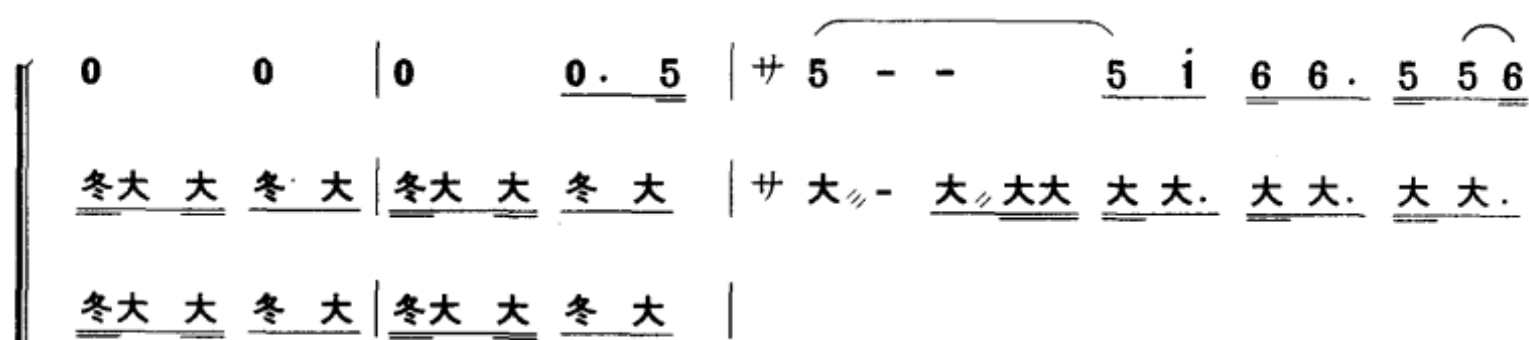 0 0 | 0 0 . 5 | サ 5 - - 5 i 6 6 . 5 5 6
冬大 大 冬 大 | 冬大 大 冬 大 | サ 大 - 大 大大 大 大. 大 大. 大 大.
冬大 大 冬 大 | 冬大 大 冬 大 |